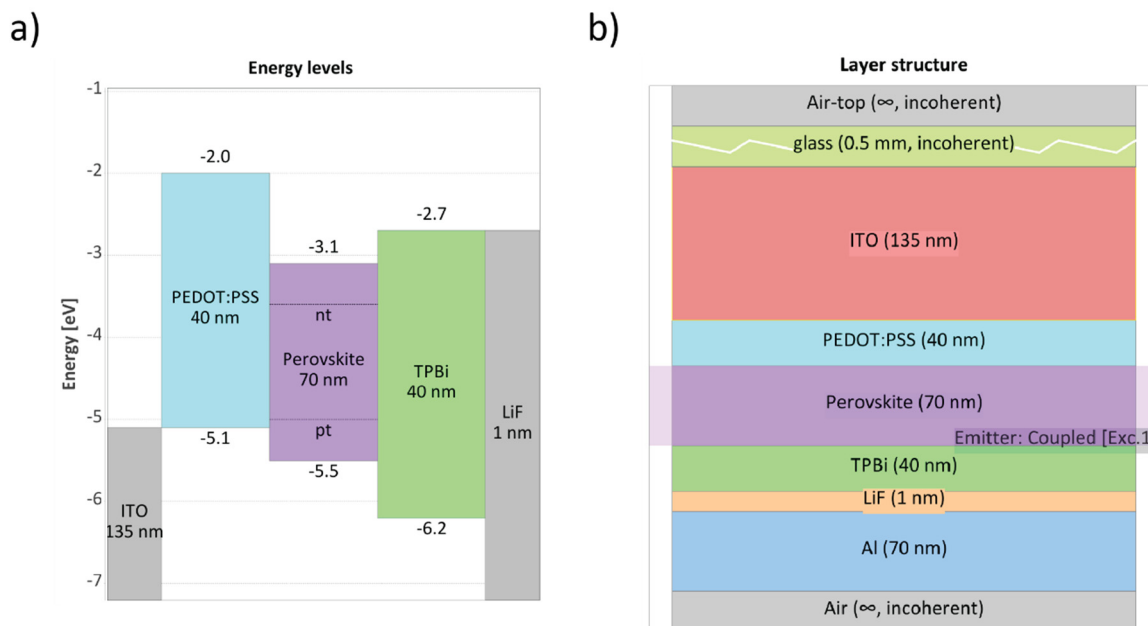 a)
Energy levels
Energy [eV]
-1
-2
-3
-4
-5
-6
-7
ITO
135 nm
-2.0
PEDOT:PSS
40 nm
-5.1
-3.1
nt
Perovskite
70 nm
pt
-5.5
-2.7
TPBi
40 nm
-6.2
LiF
1 nm
b)
Layer structure
Air-top (∞, incoherent)
glass (0.5 mm, incoherent)
ITO (135 nm)
PEDOT:PSS (40 nm)
Perovskite (70 nm)
Emitter: Coupled [Exc.1
TPBi (40 nm)
LiF (1 nm)
Al (70 nm)
Air (∞, incoherent)